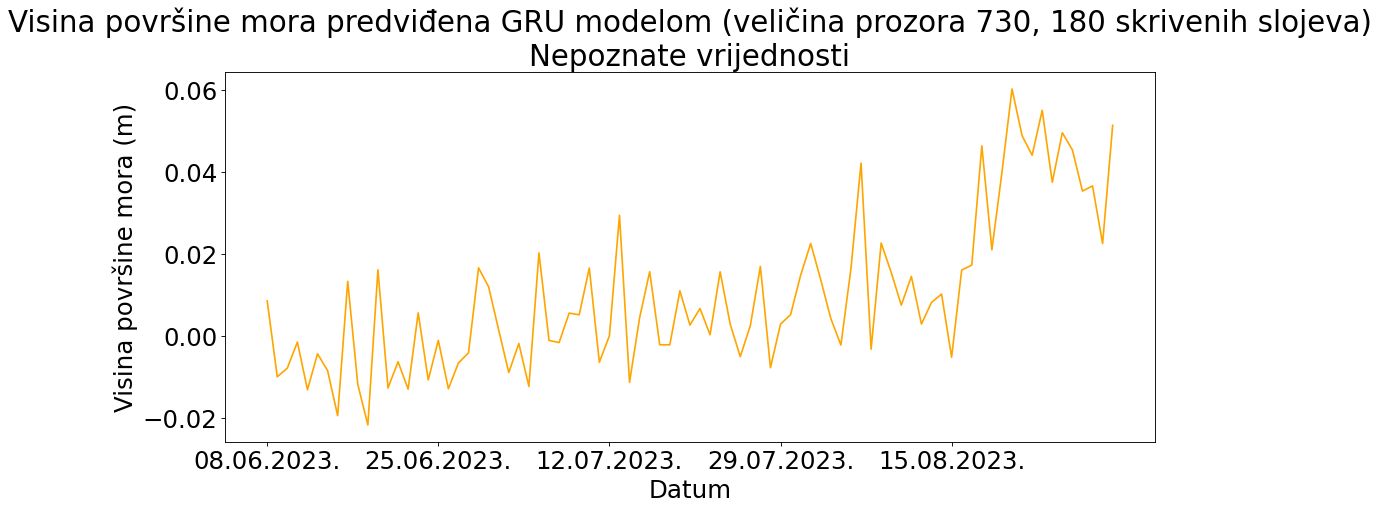 Visina površine mora predviđena GRU modelom (veličina prozora 730, 180 skrivenih slojeva)
Nepoznate vrijednosti
Visina površine mora (m)
0.06
0.04
0.02
0.00
−0.02
08.06.2023. 25.06.2023. 12.07.2023. 29.07.2023. 15.08.2023.
Datum